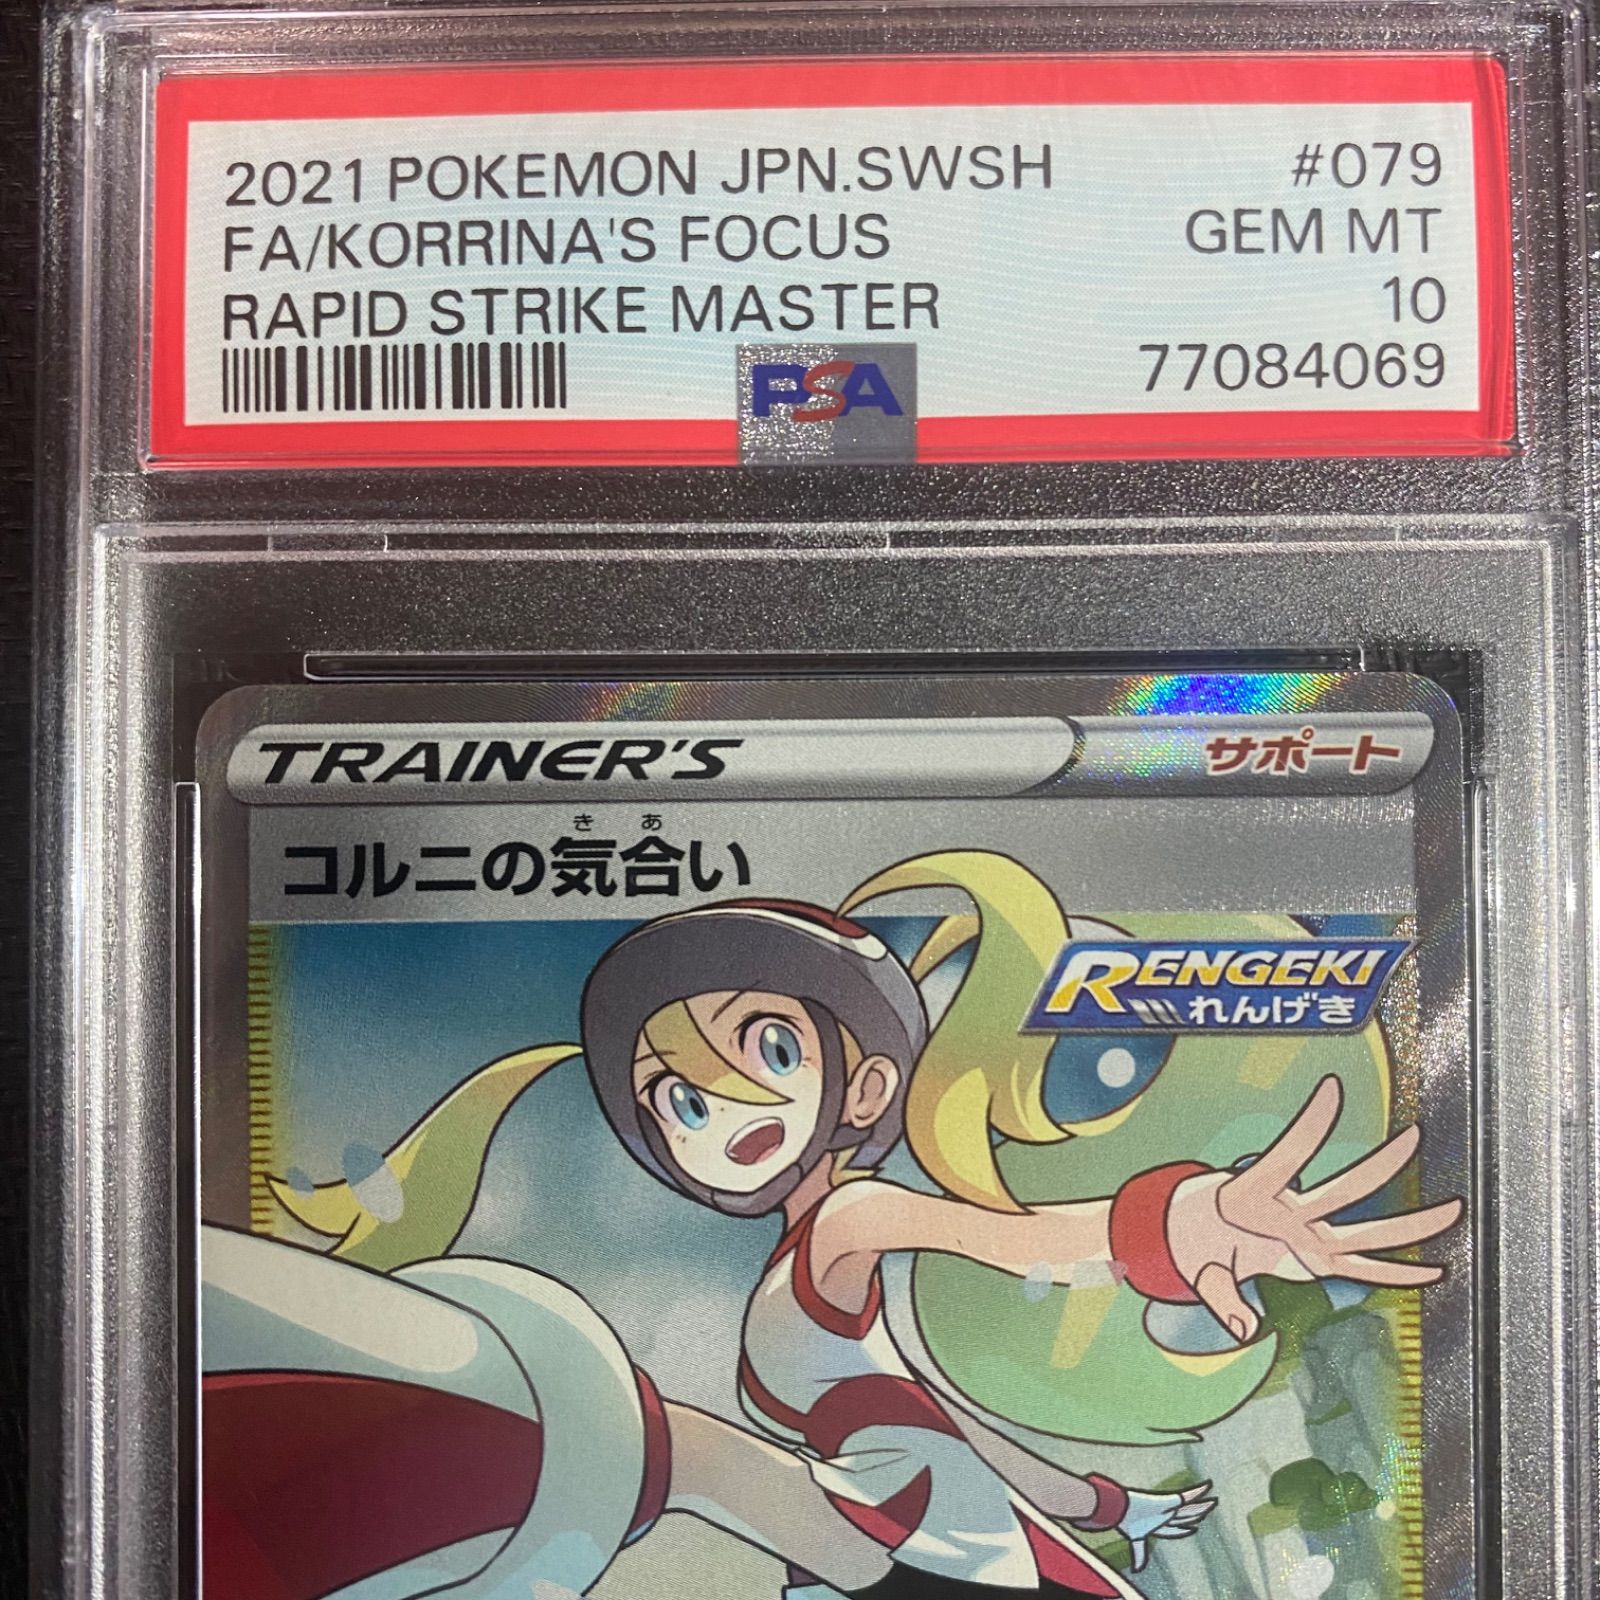 2021 POKEMON JPN.SWSH #079
FA/KORRINA'S FOCUS GEM MT
RAPID STRIKE MASTER 10
PSA 77084069
TRAINER'S サポート
きあ
コルニの気合い
RENGEKI
れんげき